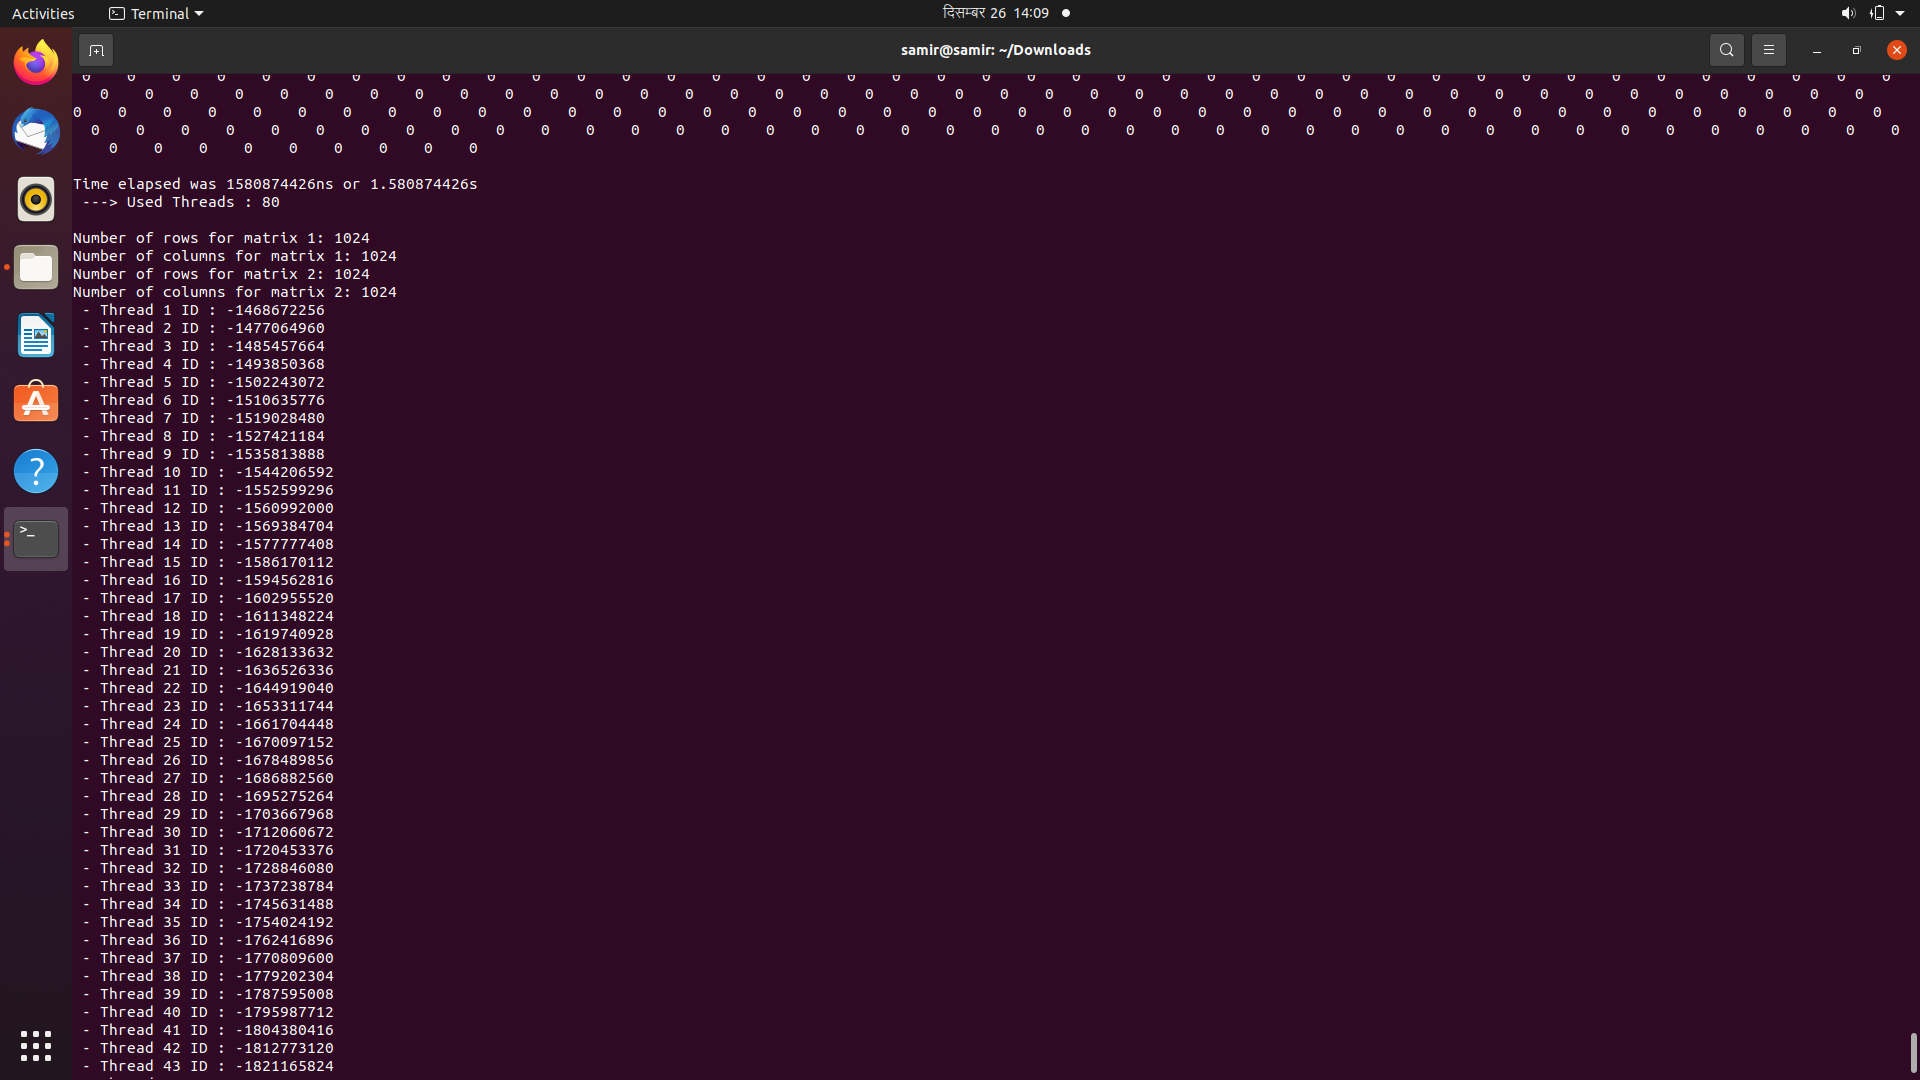 Activities Terminal दिसम्बर 26 14:09
samir@samir: ~/Downloads
0 0 0 0 0 0 0 0 0 0 0 0 0 0 0 0 0 0 0 0 0 0 0 0 0 0 0 0 0 0 0 0 0 0 0 0 0 0 0 0 0
0 0 0 0 0 0 0 0 0 0 0 0 0 0 0 0 0 0 0 0 0 0 0 0 0 0 0 0 0 0 0 0 0 0 0 0 0 0 0 0
0 0 0 0 0 0 0 0 0 0 0 0 0 0 0 0 0 0 0 0 0 0 0 0 0 0 0 0 0 0 0 0 0 0 0 0 0 0 0 0 0
0 0 0 0 0 0 0 0 0 0 0 0 0 0 0 0 0 0 0 0 0 0 0 0 0 0 0 0 0 0 0 0 0 0 0 0 0 0 0 0 0
0 0 0 0 0 0 0 0 0
Time elapsed was 1580874426ns or 1.580874426s
---> Used Threads : 80
Number of rows for matrix 1: 1024
Number of columns for matrix 1: 1024
Number of rows for matrix 2: 1024
Number of columns for matrix 2: 1024
- Thread 1 ID : -1468672256
- Thread 2 ID : -1477064960
- Thread 3 ID : -1485457664
- Thread 4 ID : -1493850368
- Thread 5 ID : -1502243072
- Thread 6 ID : -1510635776
- Thread 7 ID : -1519028480
- Thread 8 ID : -1527421184
- Thread 9 ID : -1535813888
- Thread 10 ID : -1544206592
- Thread 11 ID : -1552599296
- Thread 12 ID : -1560992000
- Thread 13 ID : -1569384704
- Thread 14 ID : -1577777408
- Thread 15 ID : -1586170112
- Thread 16 ID : -1594562816
- Thread 17 ID : -1602955520
- Thread 18 ID : -1611348224
- Thread 19 ID : -1619740928
- Thread 20 ID : -1628133632
- Thread 21 ID : -1636526336
- Thread 22 ID : -1644919040
- Thread 23 ID : -1653311744
- Thread 24 ID : -1661704448
- Thread 25 ID : -1670097152
- Thread 26 ID : -1678489856
- Thread 27 ID : -1686882560
- Thread 28 ID : -1695275264
- Thread 29 ID : -1703667968
- Thread 30 ID : -1712060672
- Thread 31 ID : -1720453376
- Thread 32 ID : -1728846080
- Thread 33 ID : -1737238784
- Thread 34 ID : -1745631488
- Thread 35 ID : -1754024192
- Thread 36 ID : -1762416896
- Thread 37 ID : -1770809600
- Thread 38 ID : -1779202304
- Thread 39 ID : -1787595008
- Thread 40 ID : -1795987712
- Thread 41 ID : -1804380416
- Thread 42 ID : -1812773120
- Thread 43 ID : -1821165824